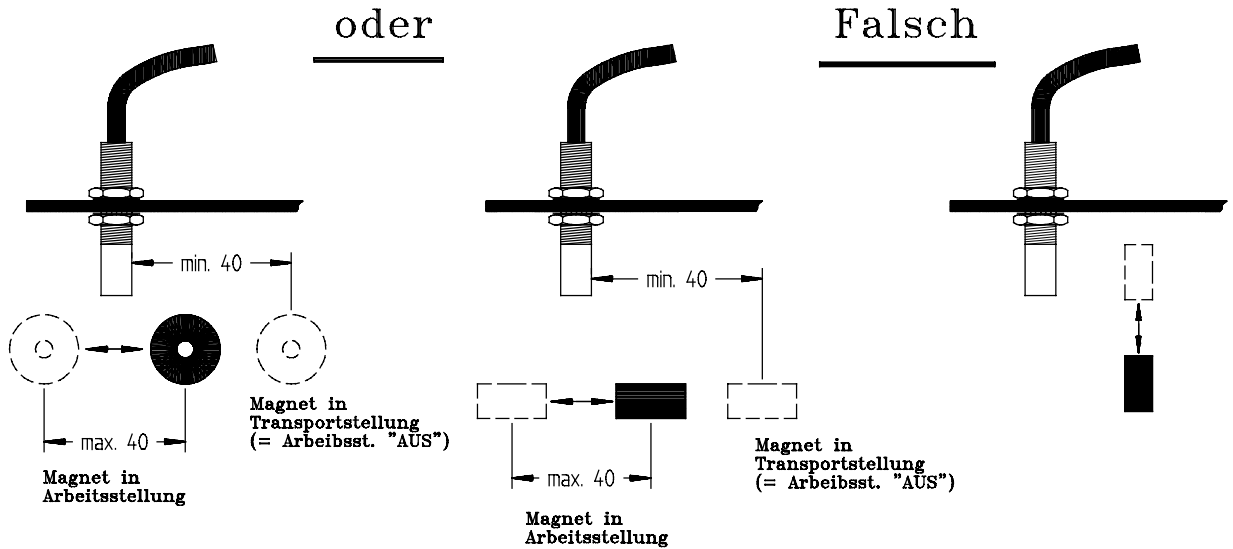 oder
Falsch
min. 40
max. 40
Magnet in
Arbeitsstellung
Magnet in
Transportstellung
(= Arbeibsst. "AUS")
min. 40
max. 40
Magnet in
Arbeitsstellung
Magnet in
Transportstellung
(= Arbeibsst. "AUS")